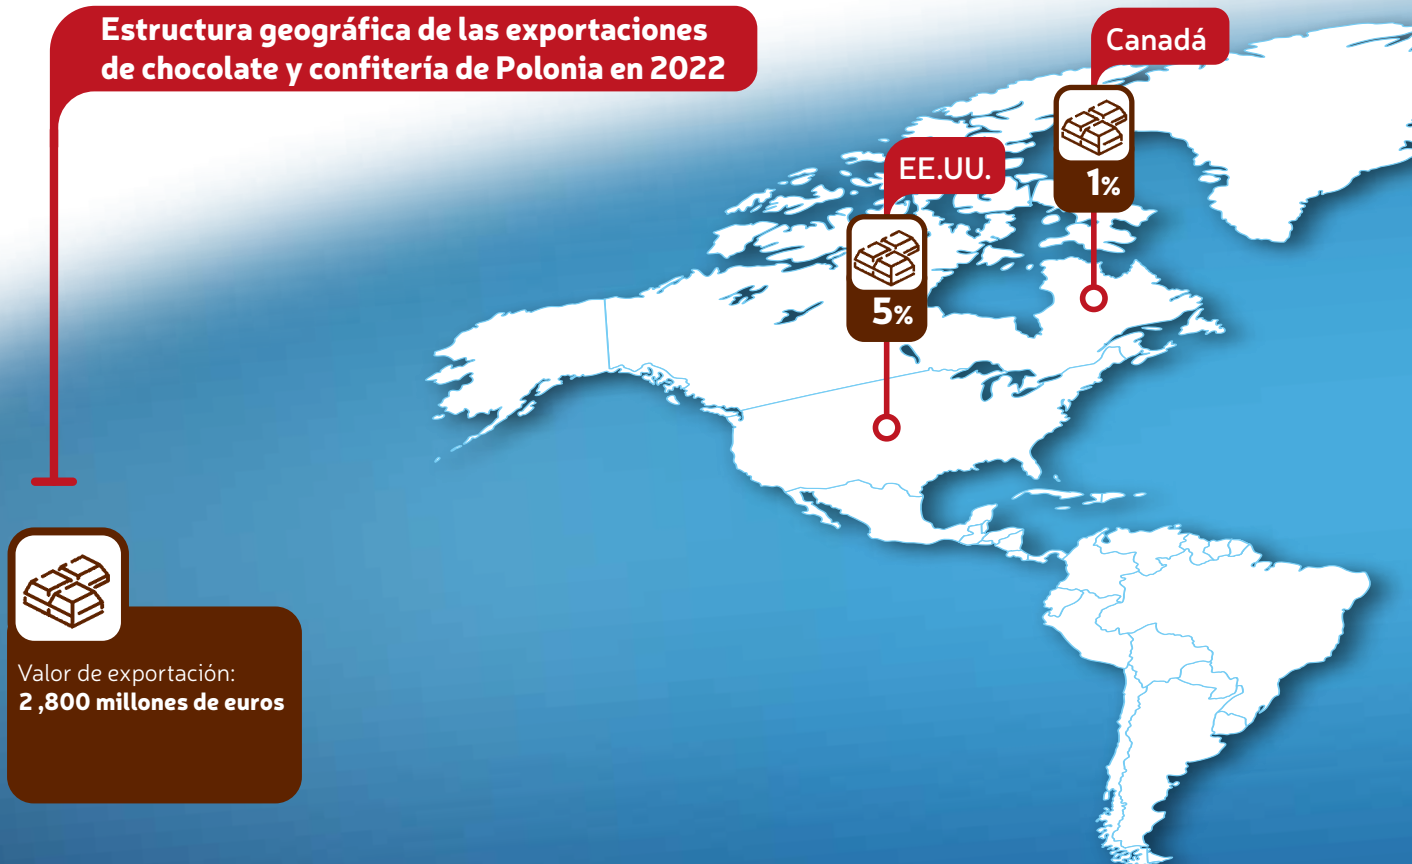 Estructura geográfica de las exportaciones
de chocolate y confitería de Polonia en 2022
Canadá
1%
EE.UU.
5%
Valor de exportación:
2 ,800 millones de euros